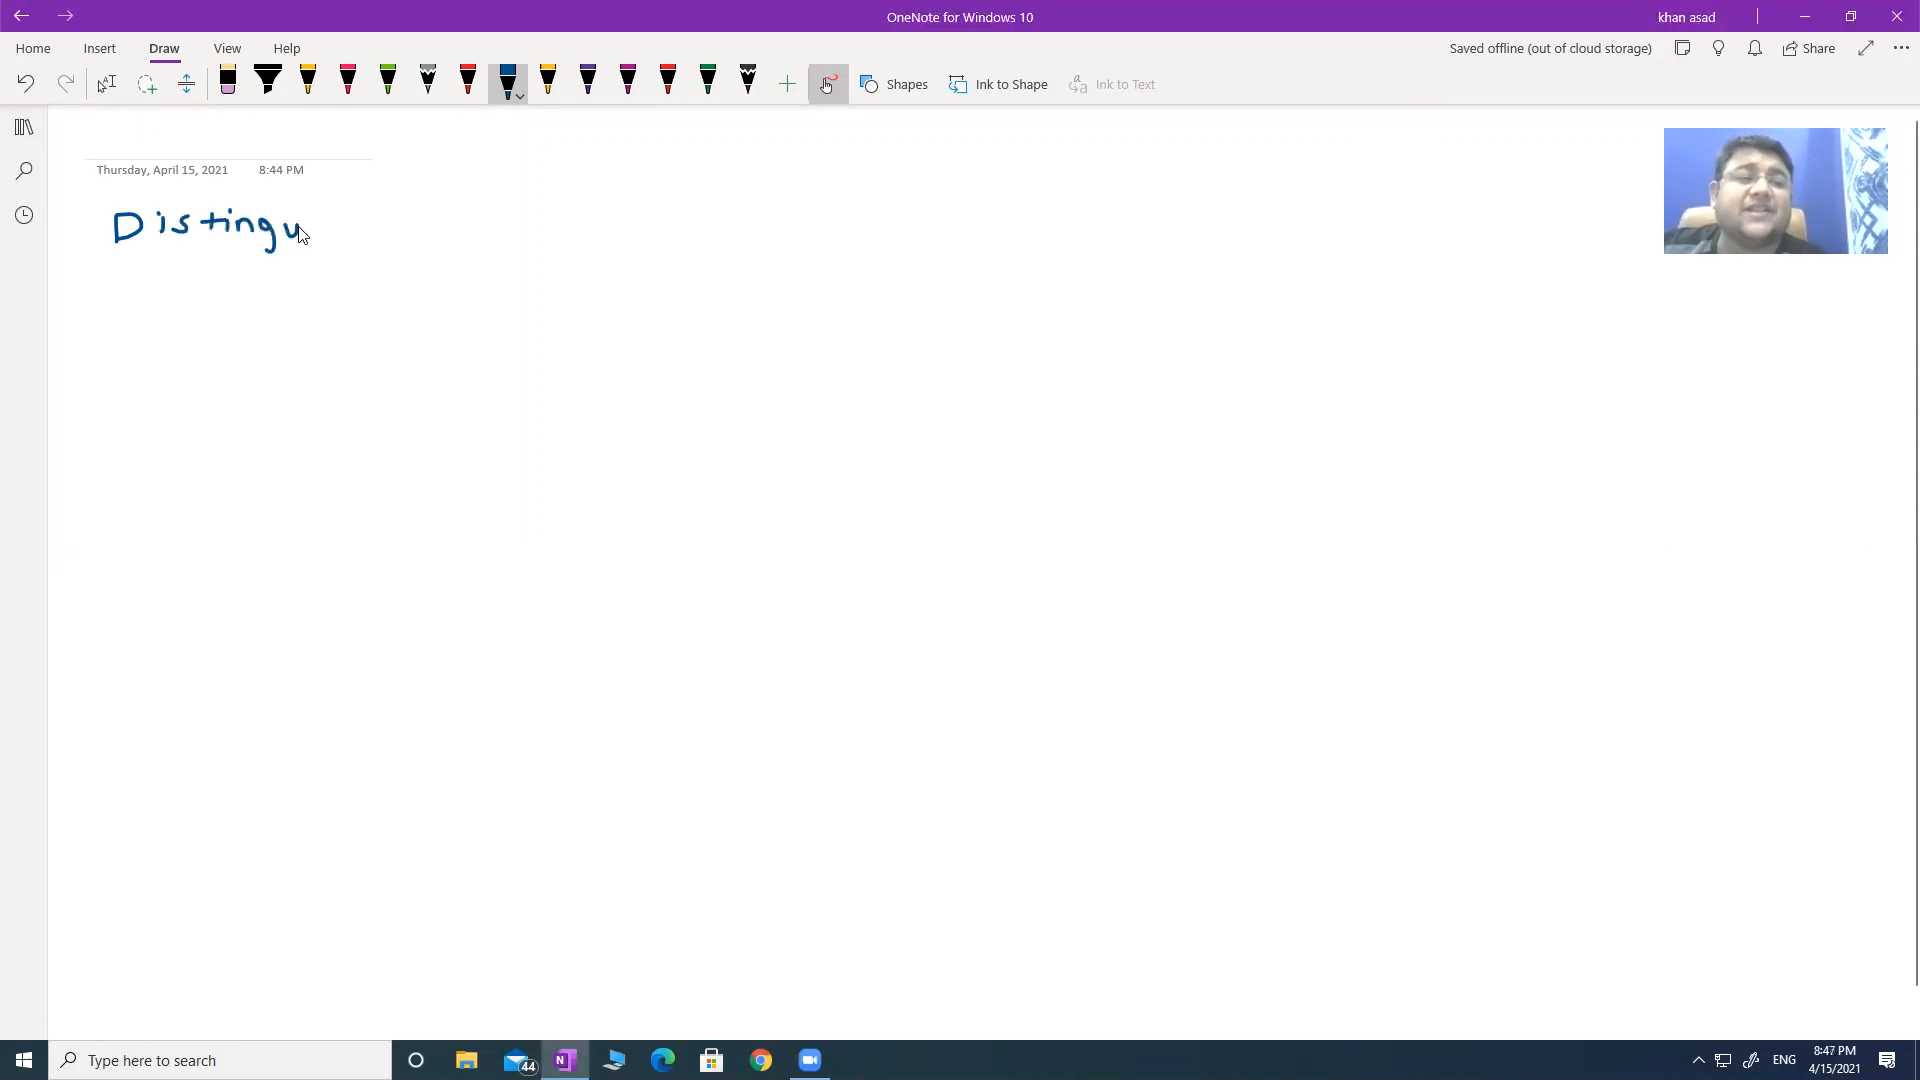 OneNote for Windows 10
khan asad
Home Insert Draw View Help
Saved offline (out of cloud storage)
Share
Shapes
Ink to Shape
Ink to Text
Thursday, April 15, 2021 8:44 PM
Distingu
Type here to search
44
N
ENG
8:47 PM
4/15/2021